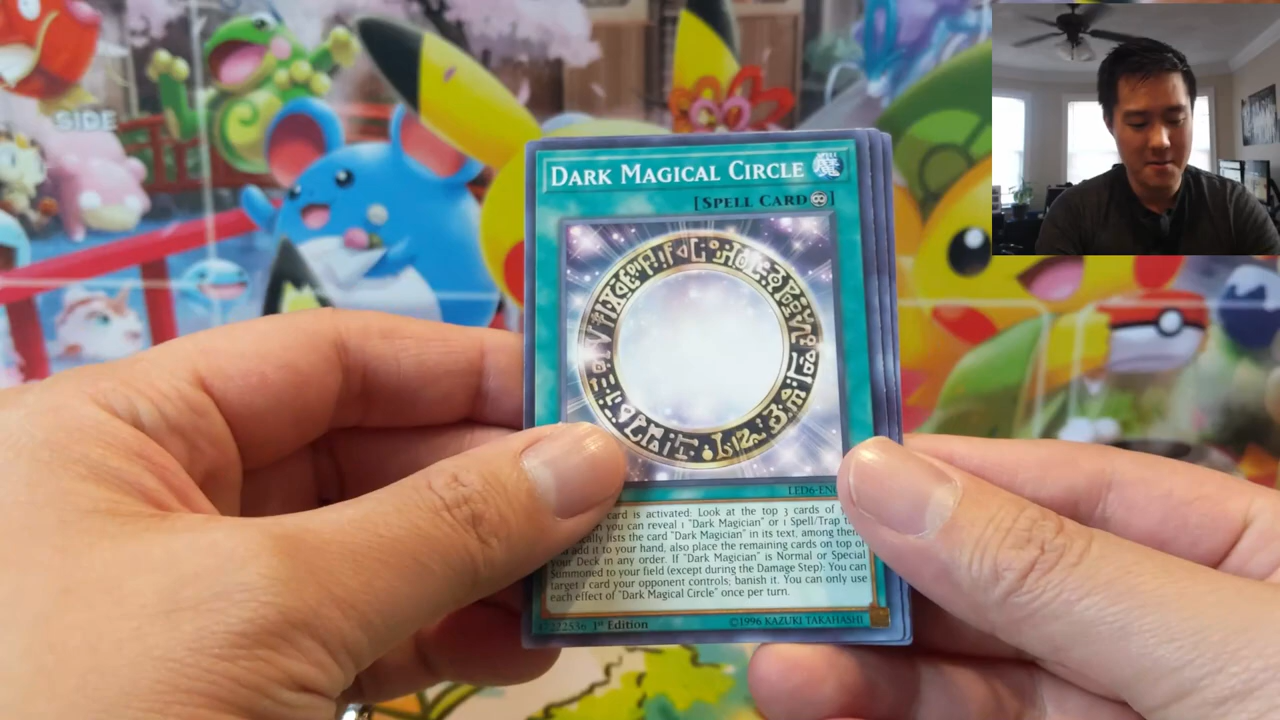 SIDE
DARK MAGICAL CIRCLE
SPELL
[SPELL CARD]
LED6-EN
card is activated: Look at the top 3 cards of
you can reveal 1 "Dark Magician" or 1 Spell/Trap
lists the card "Dark Magician" in its text, among
add it to your hand, also place the remaining cards on top of
your Deck in any order. If "Dark Magician" is Normal or Special
Summoned to your field (except during the Damage Step): You can
target 1 card your opponent controls; banish it. You can only use
each effect of "Dark Magical Circle" once per turn.
47222536 1st Edition ©1996 KAZUKI TAKAHASHI